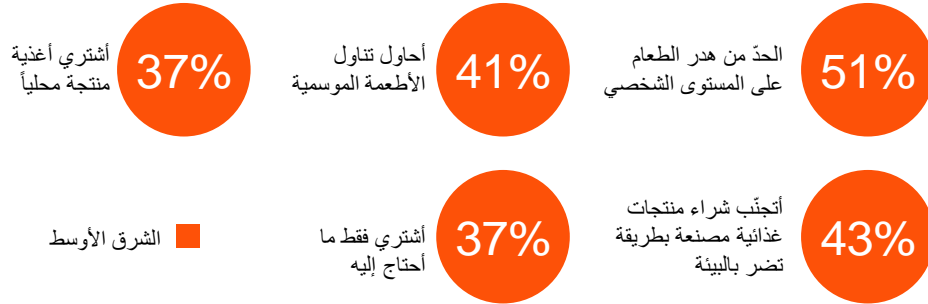 51%
الحدّ من هدر الطعام
على المستوى الشخصي
41%
أحاول تناول
الأطعمة الموسمية
37%
أشتري أغذية
منتجة محلياً
43%
أتجنّب شراء منتجات
غذائية مصنعة بطريقة
تضر بالبيئة
37%
أشتري فقط ما
أحتاج إليه
الشرق الأوسط